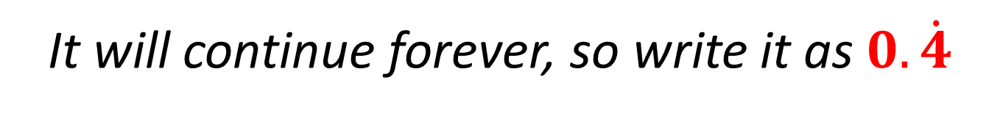 It will continue forever, so write it as 0.4̇